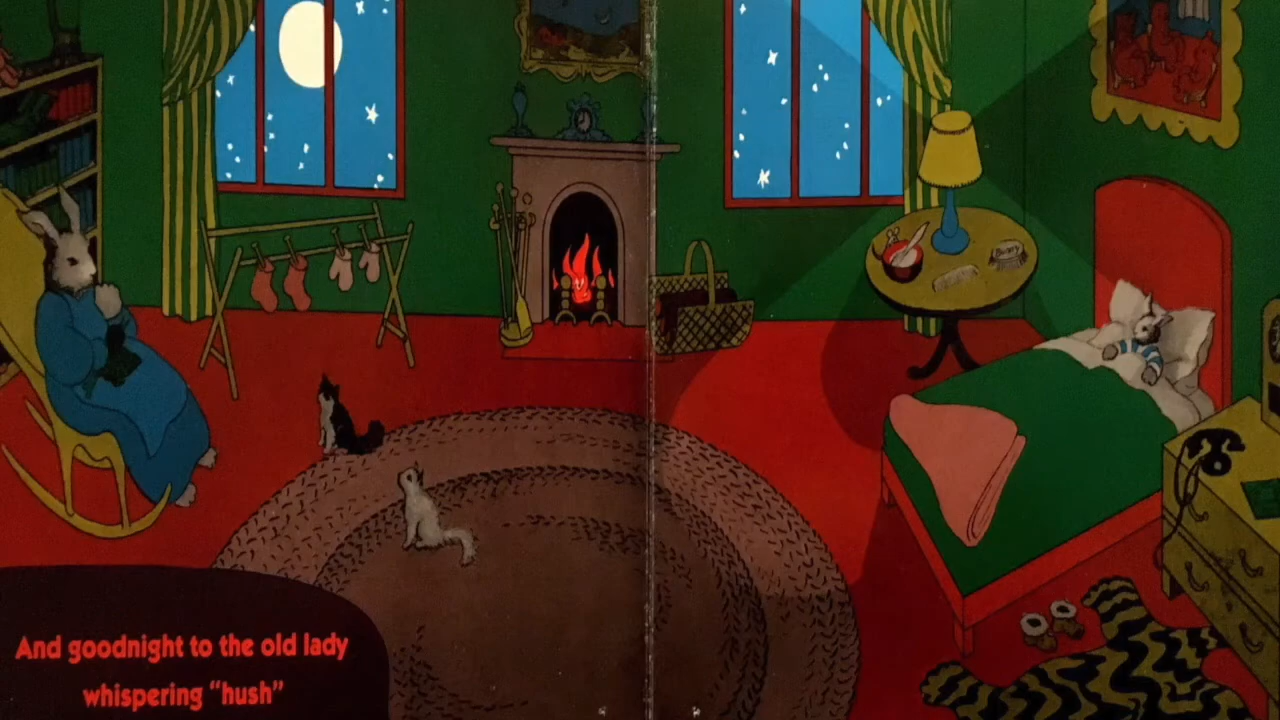 And goodnight to the old lady
whispering “hush”